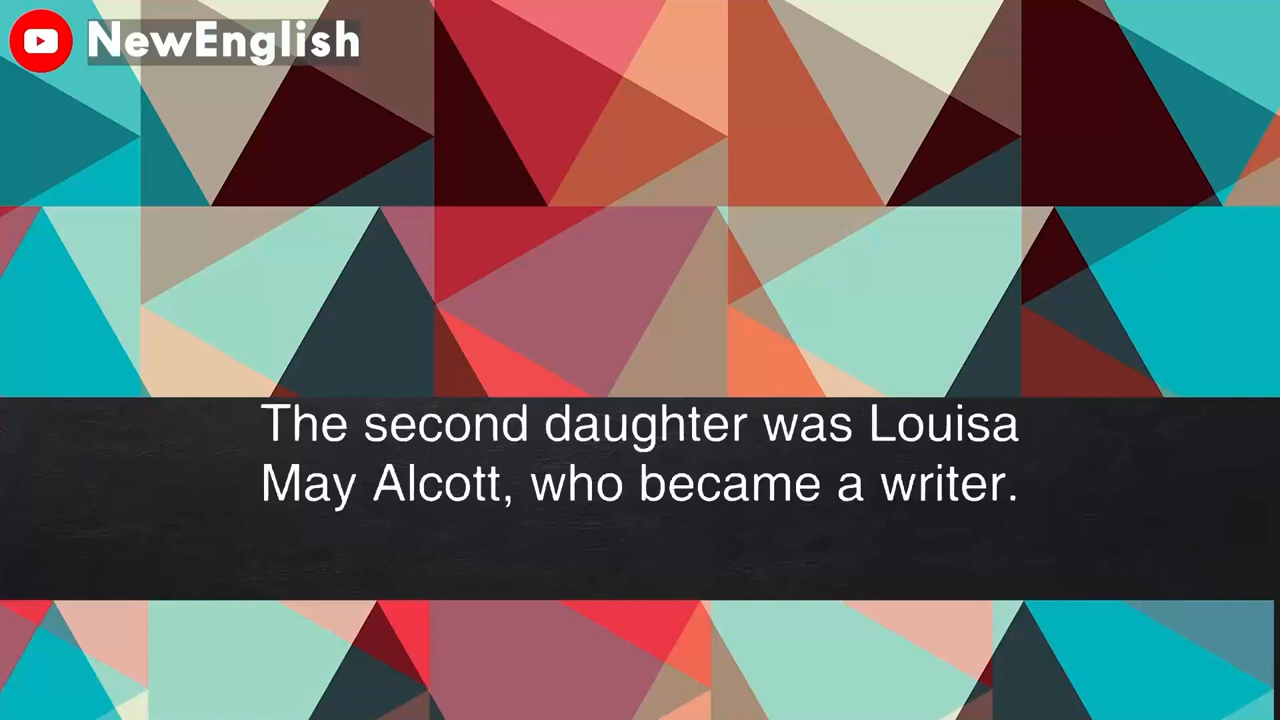 NewEnglish
The second daughter was Louisa
May Alcott, who became a writer.